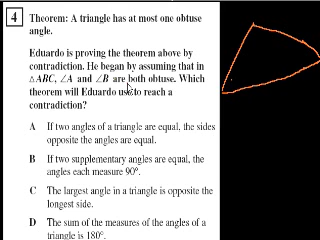 4 Theorem: A triangle has at most one obtuse
angle.
Eduardo is proving the theorem above by
contradiction. He began by assuming that in
△ABC, ∠A and ∠B are both obtuse. Which
theorem will Eduardo use to reach a
contradiction?
A If two angles of a triangle are equal, the sides
opposite the angles are equal.
B If two supplementary angles are equal, the
angles each measure 90°.
C The largest angle in a triangle is opposite the
longest side.
D The sum of the measures of the angles of a
triangle is 180°.